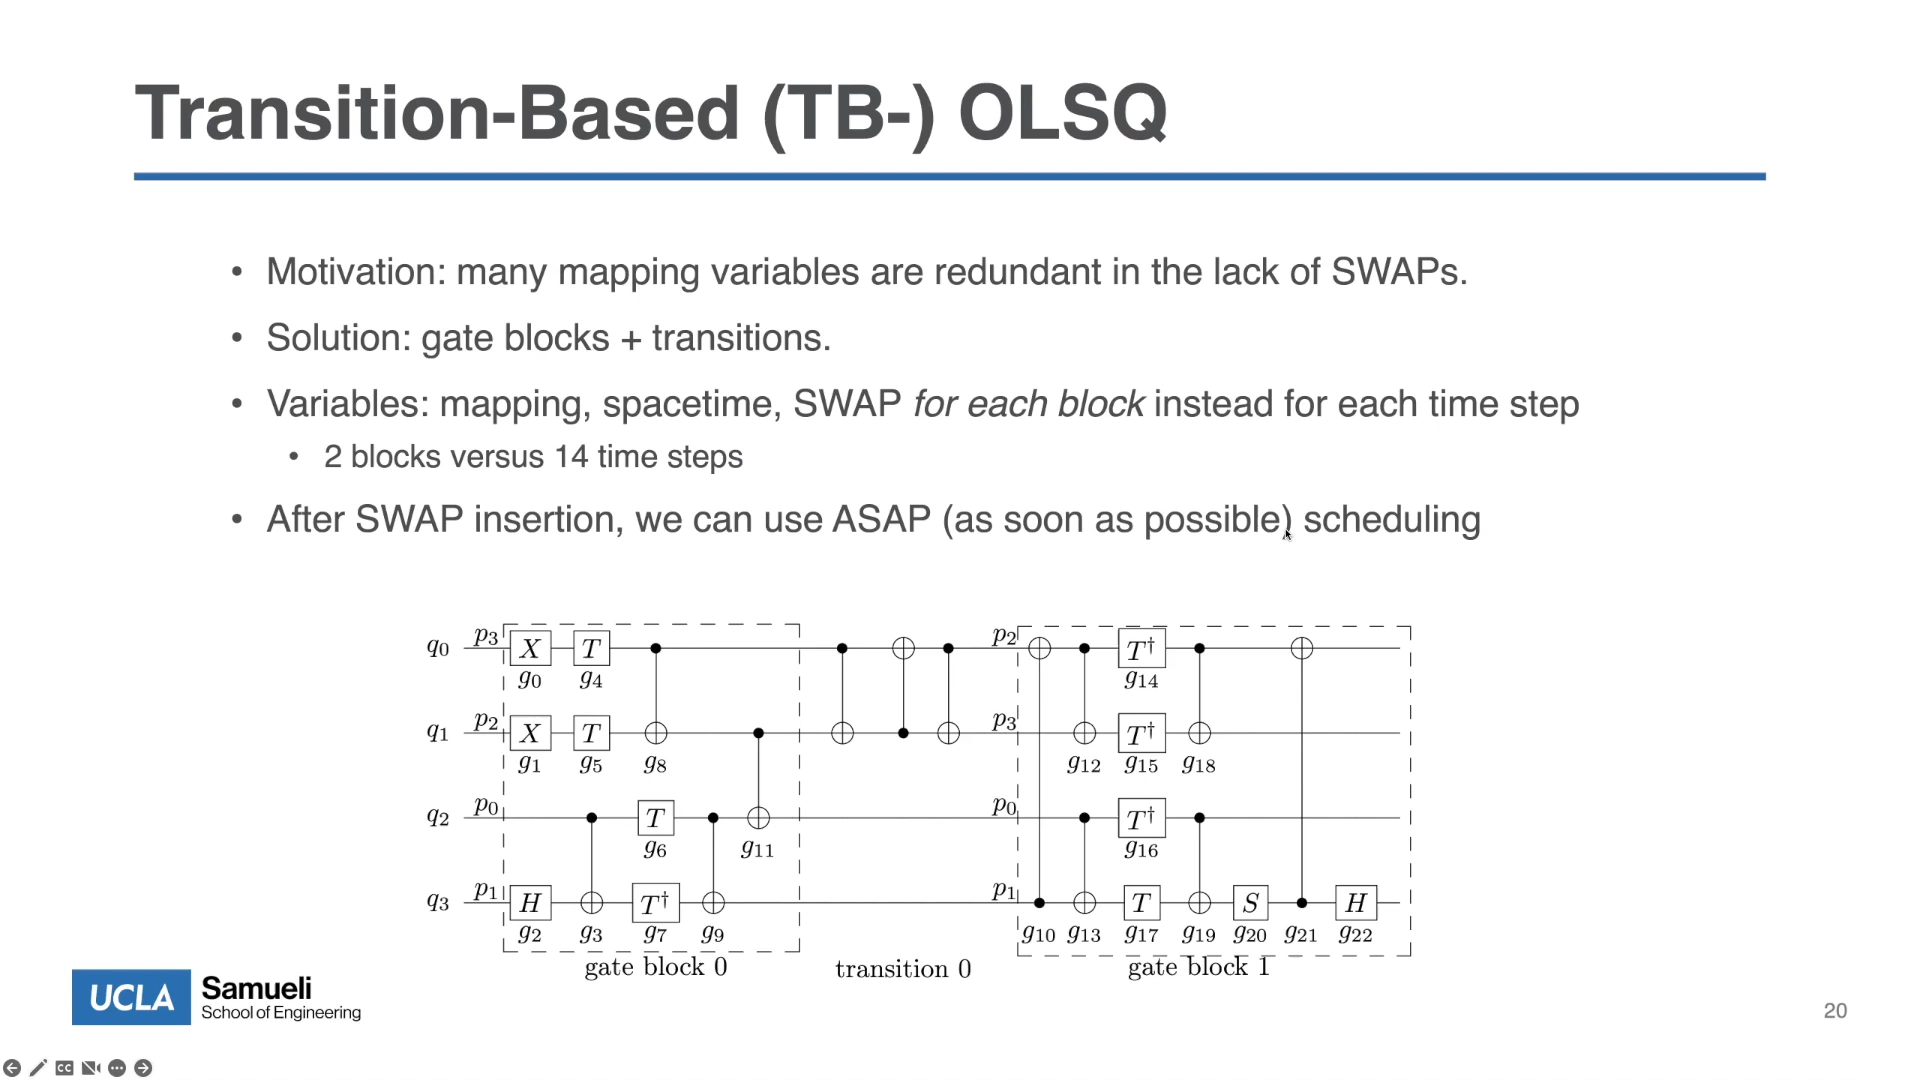 Transition-Based (TB-) OLSQ
• Motivation: many mapping variables are redundant in the lack of SWAPs.
• Solution: gate blocks + transitions.
• Variables: mapping, spacetime, SWAP for each block instead for each time step
• 2 blocks versus 14 time steps
• After SWAP insertion, we can use ASAP (as soon as possible) scheduling
q0 p3 X T p2 T†
g0 g4 g14
q1 p2 X T p3 T†
g1 g5 g8 g12 g15 g18
q2 p0 T p0 T†
g6 g11 g16
q3 p1 H T† p1 T S H
g2 g3 g7 g9 g10 g13 g17 g19 g20 g21 g22
gate block 0 transition 0 gate block 1
UCLA Samueli
School of Engineering
20
CC